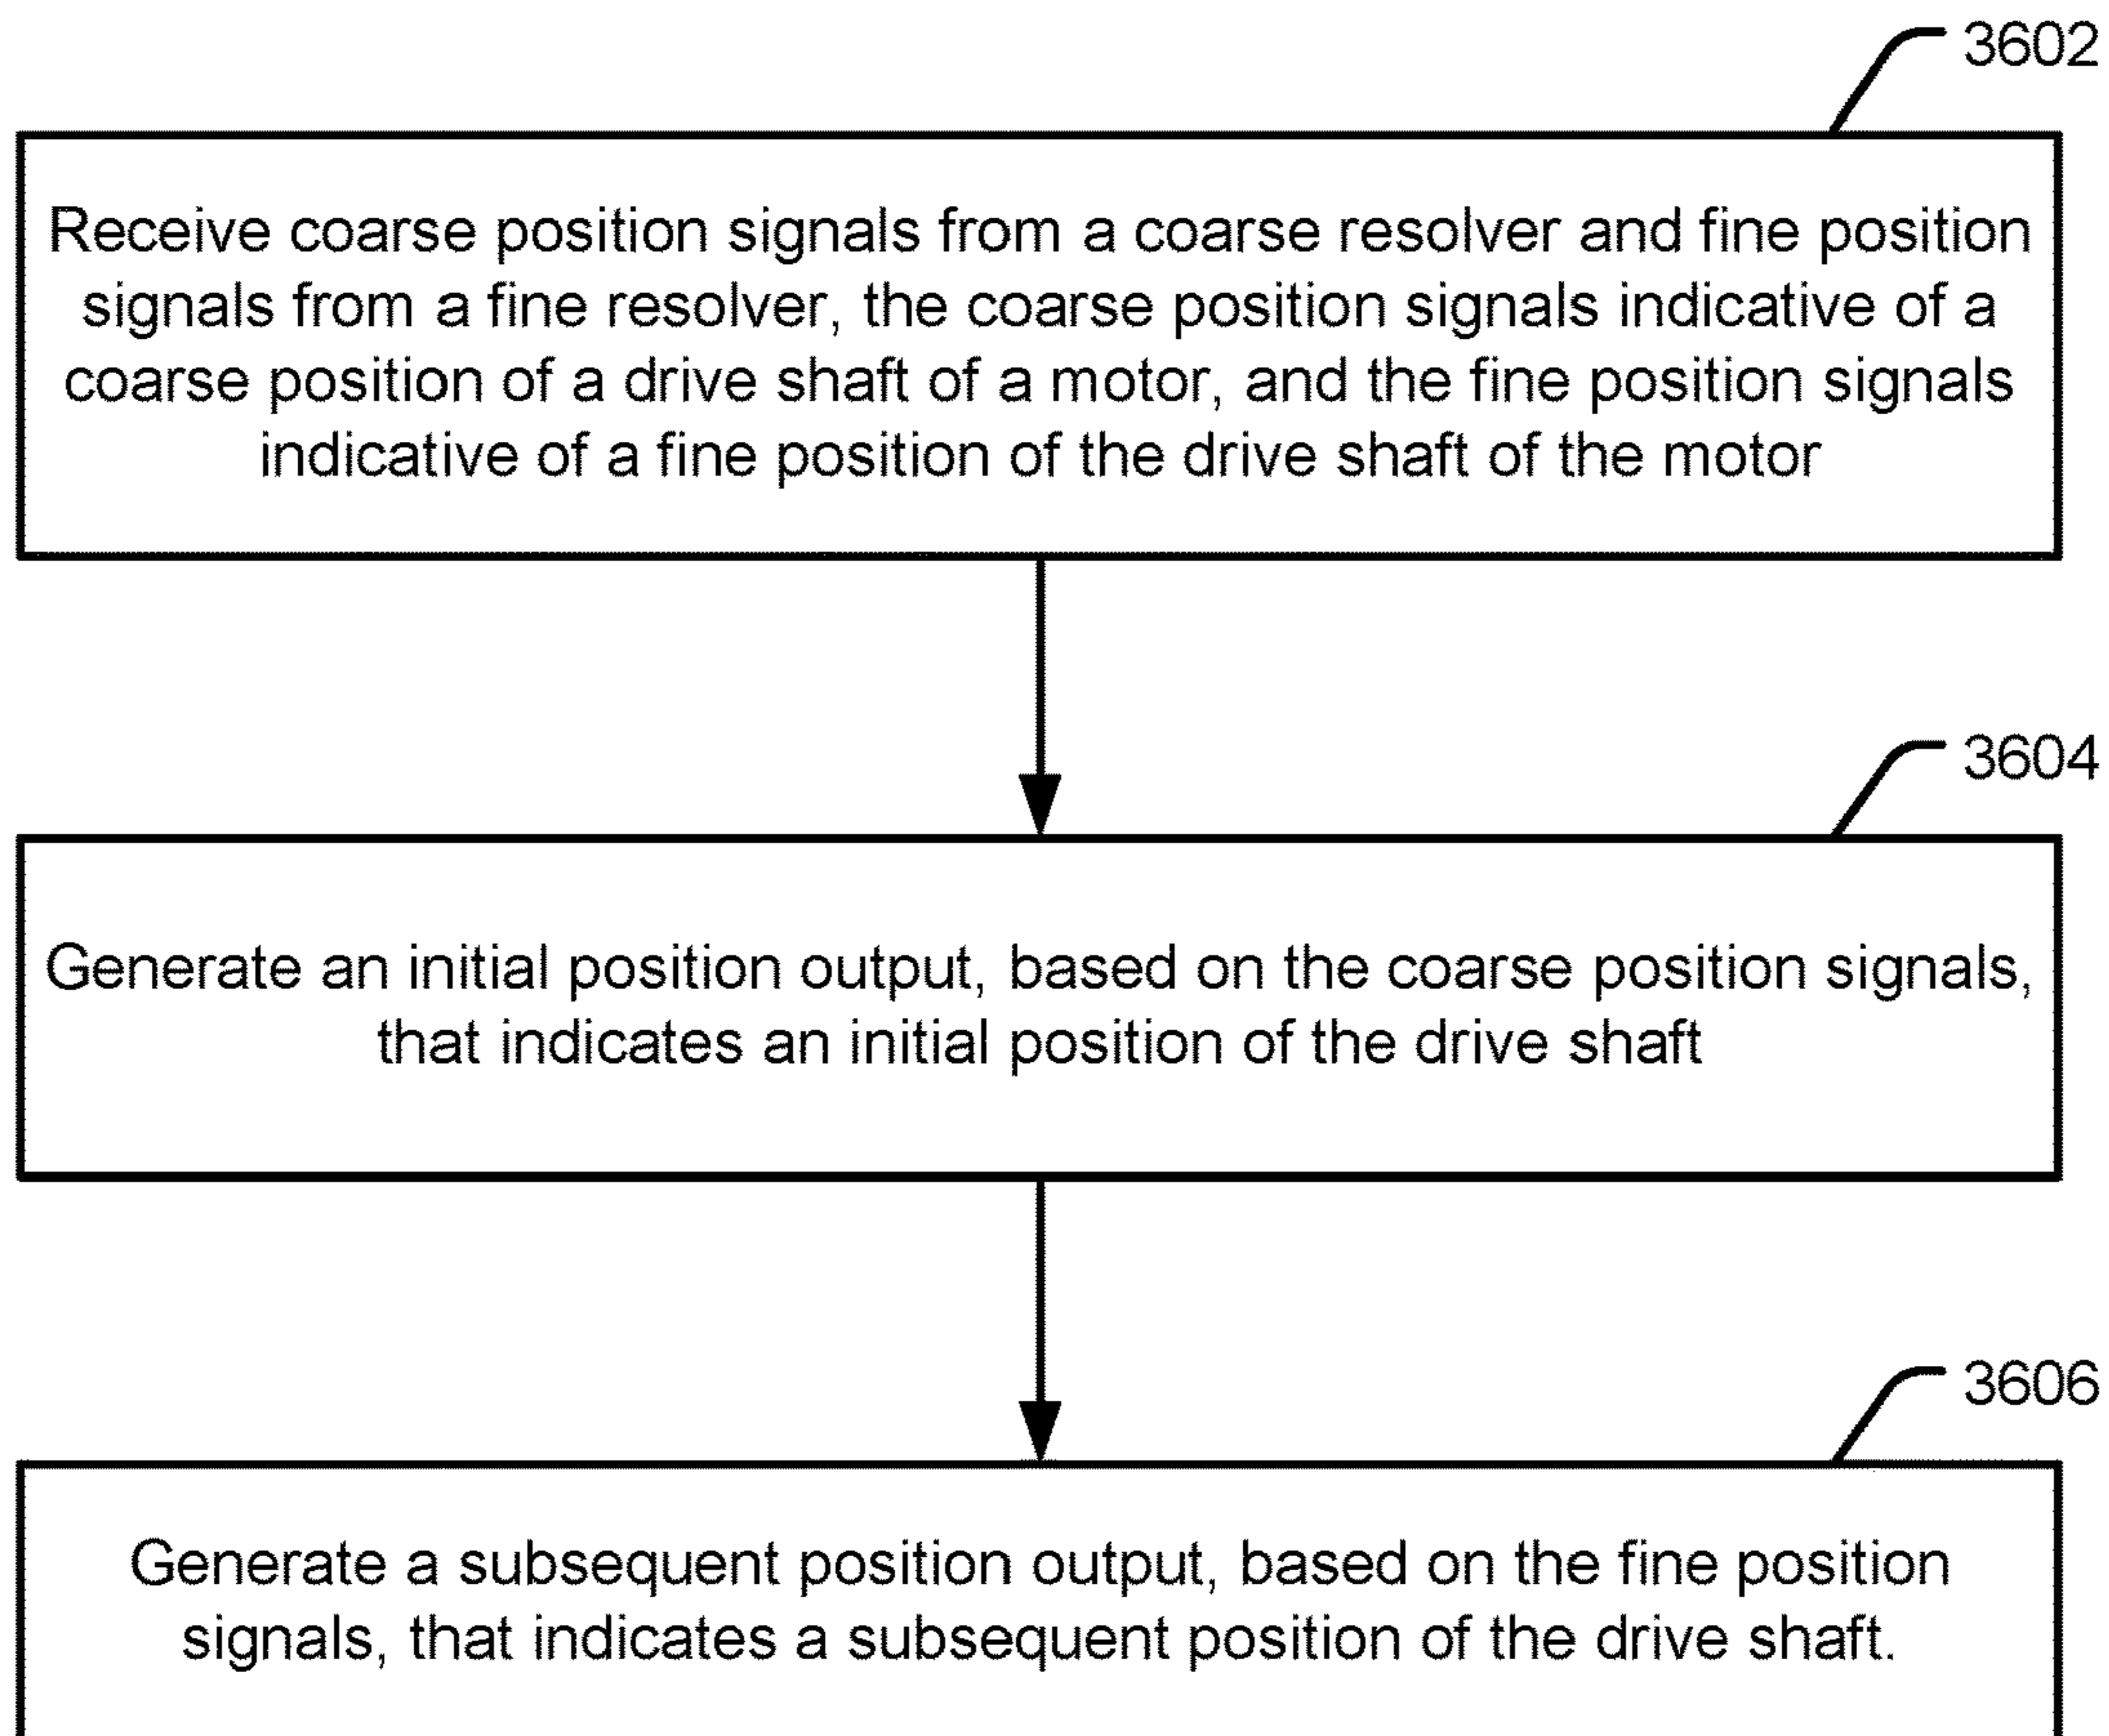 3602
Receive coarse position signals from a coarse resolver and fine position
signals from a fine resolver, the coarse position signals indicative of a
coarse position of a drive shaft of a motor, and the fine position signals
indicative of a fine position of the drive shaft of the motor
3604
Generate an initial position output, based on the coarse position signals,
that indicates an initial position of the drive shaft
3606
Generate a subsequent position output, based on the fine position
signals, that indicates a subsequent position of the drive shaft.